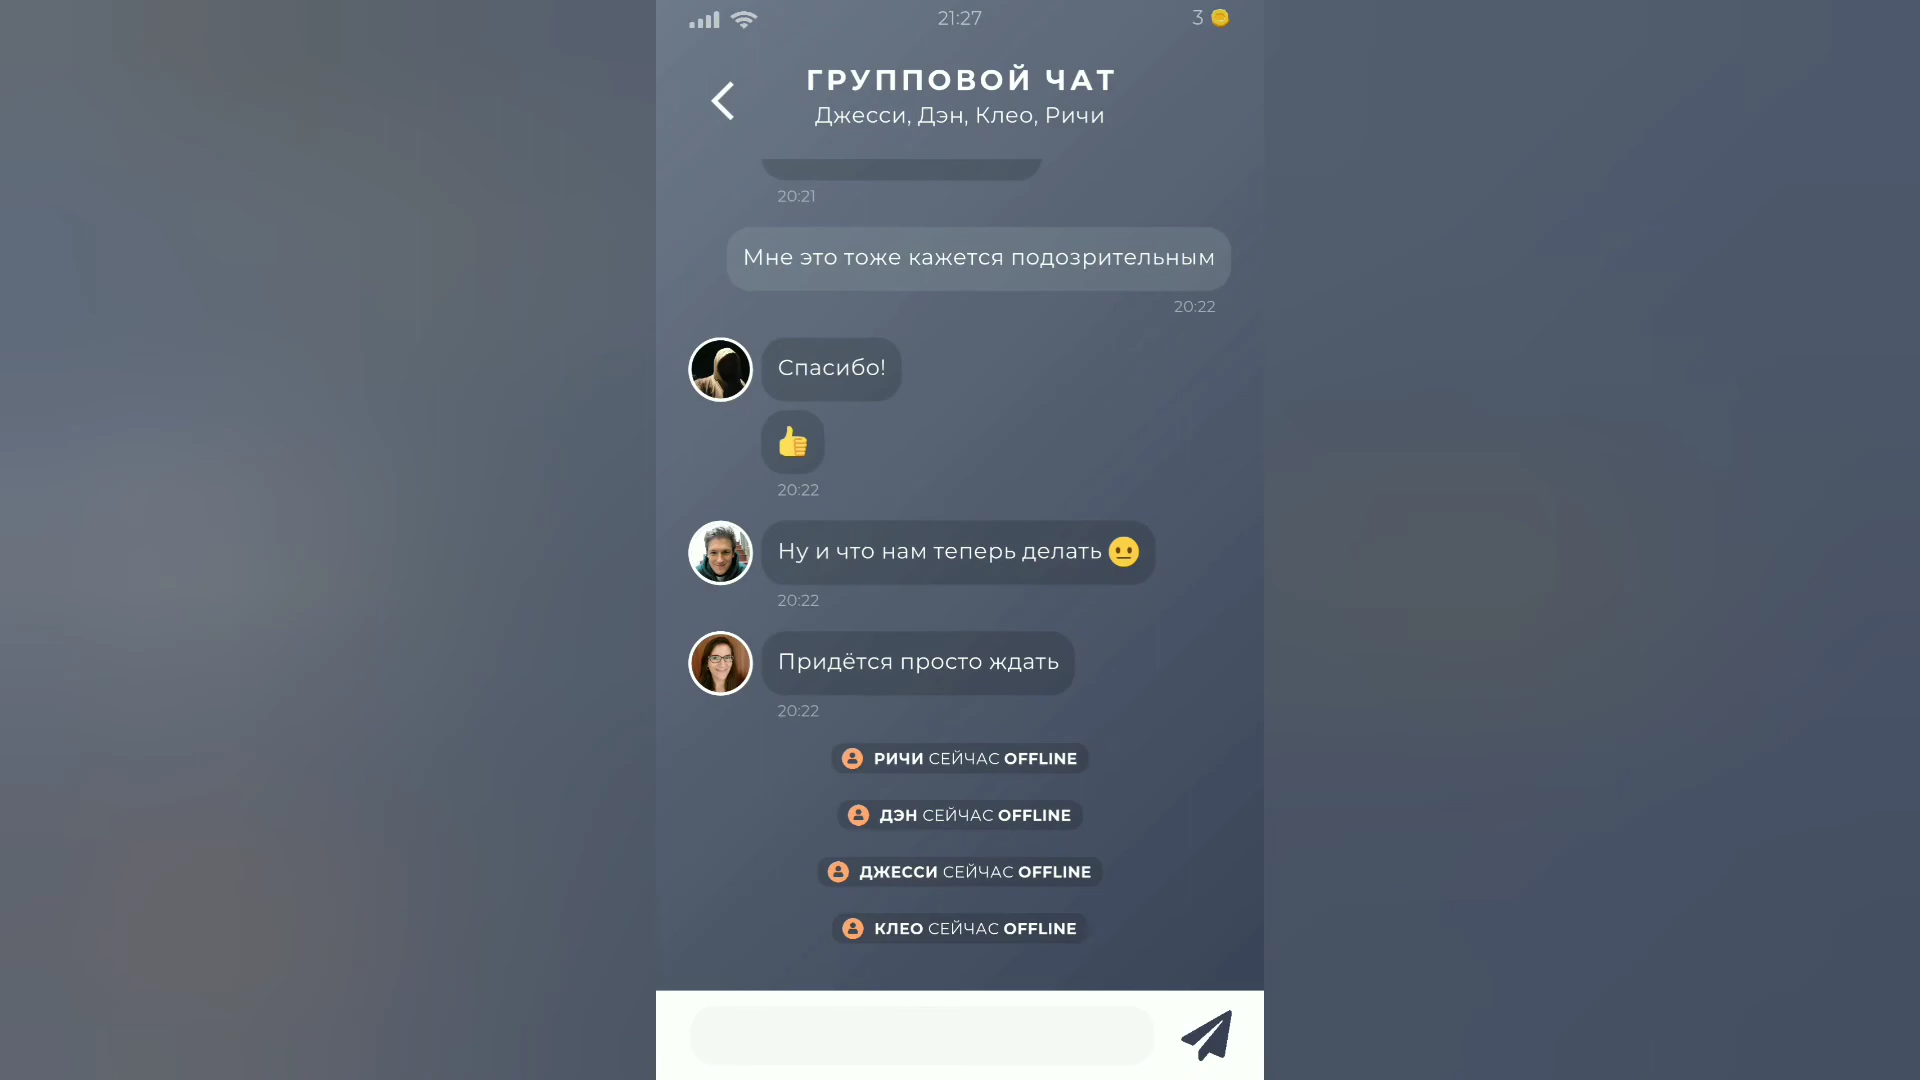 21:27
3
ГРУППОВОЙ ЧАТ
Джесси, Дэн, Клео, Ричи
20:21
Мне это тоже кажется подозрительным
20:22
Спасибо!
20:22
Ну и что нам теперь делать
20:22
Придётся просто ждать
20:22
РИЧИ СЕЙЧАС OFFLINE
ДЭН СЕЙЧАС OFFLINE
ДЖЕССИ СЕЙЧАС OFFLINE
КЛЕО СЕЙЧАС OFFLINE